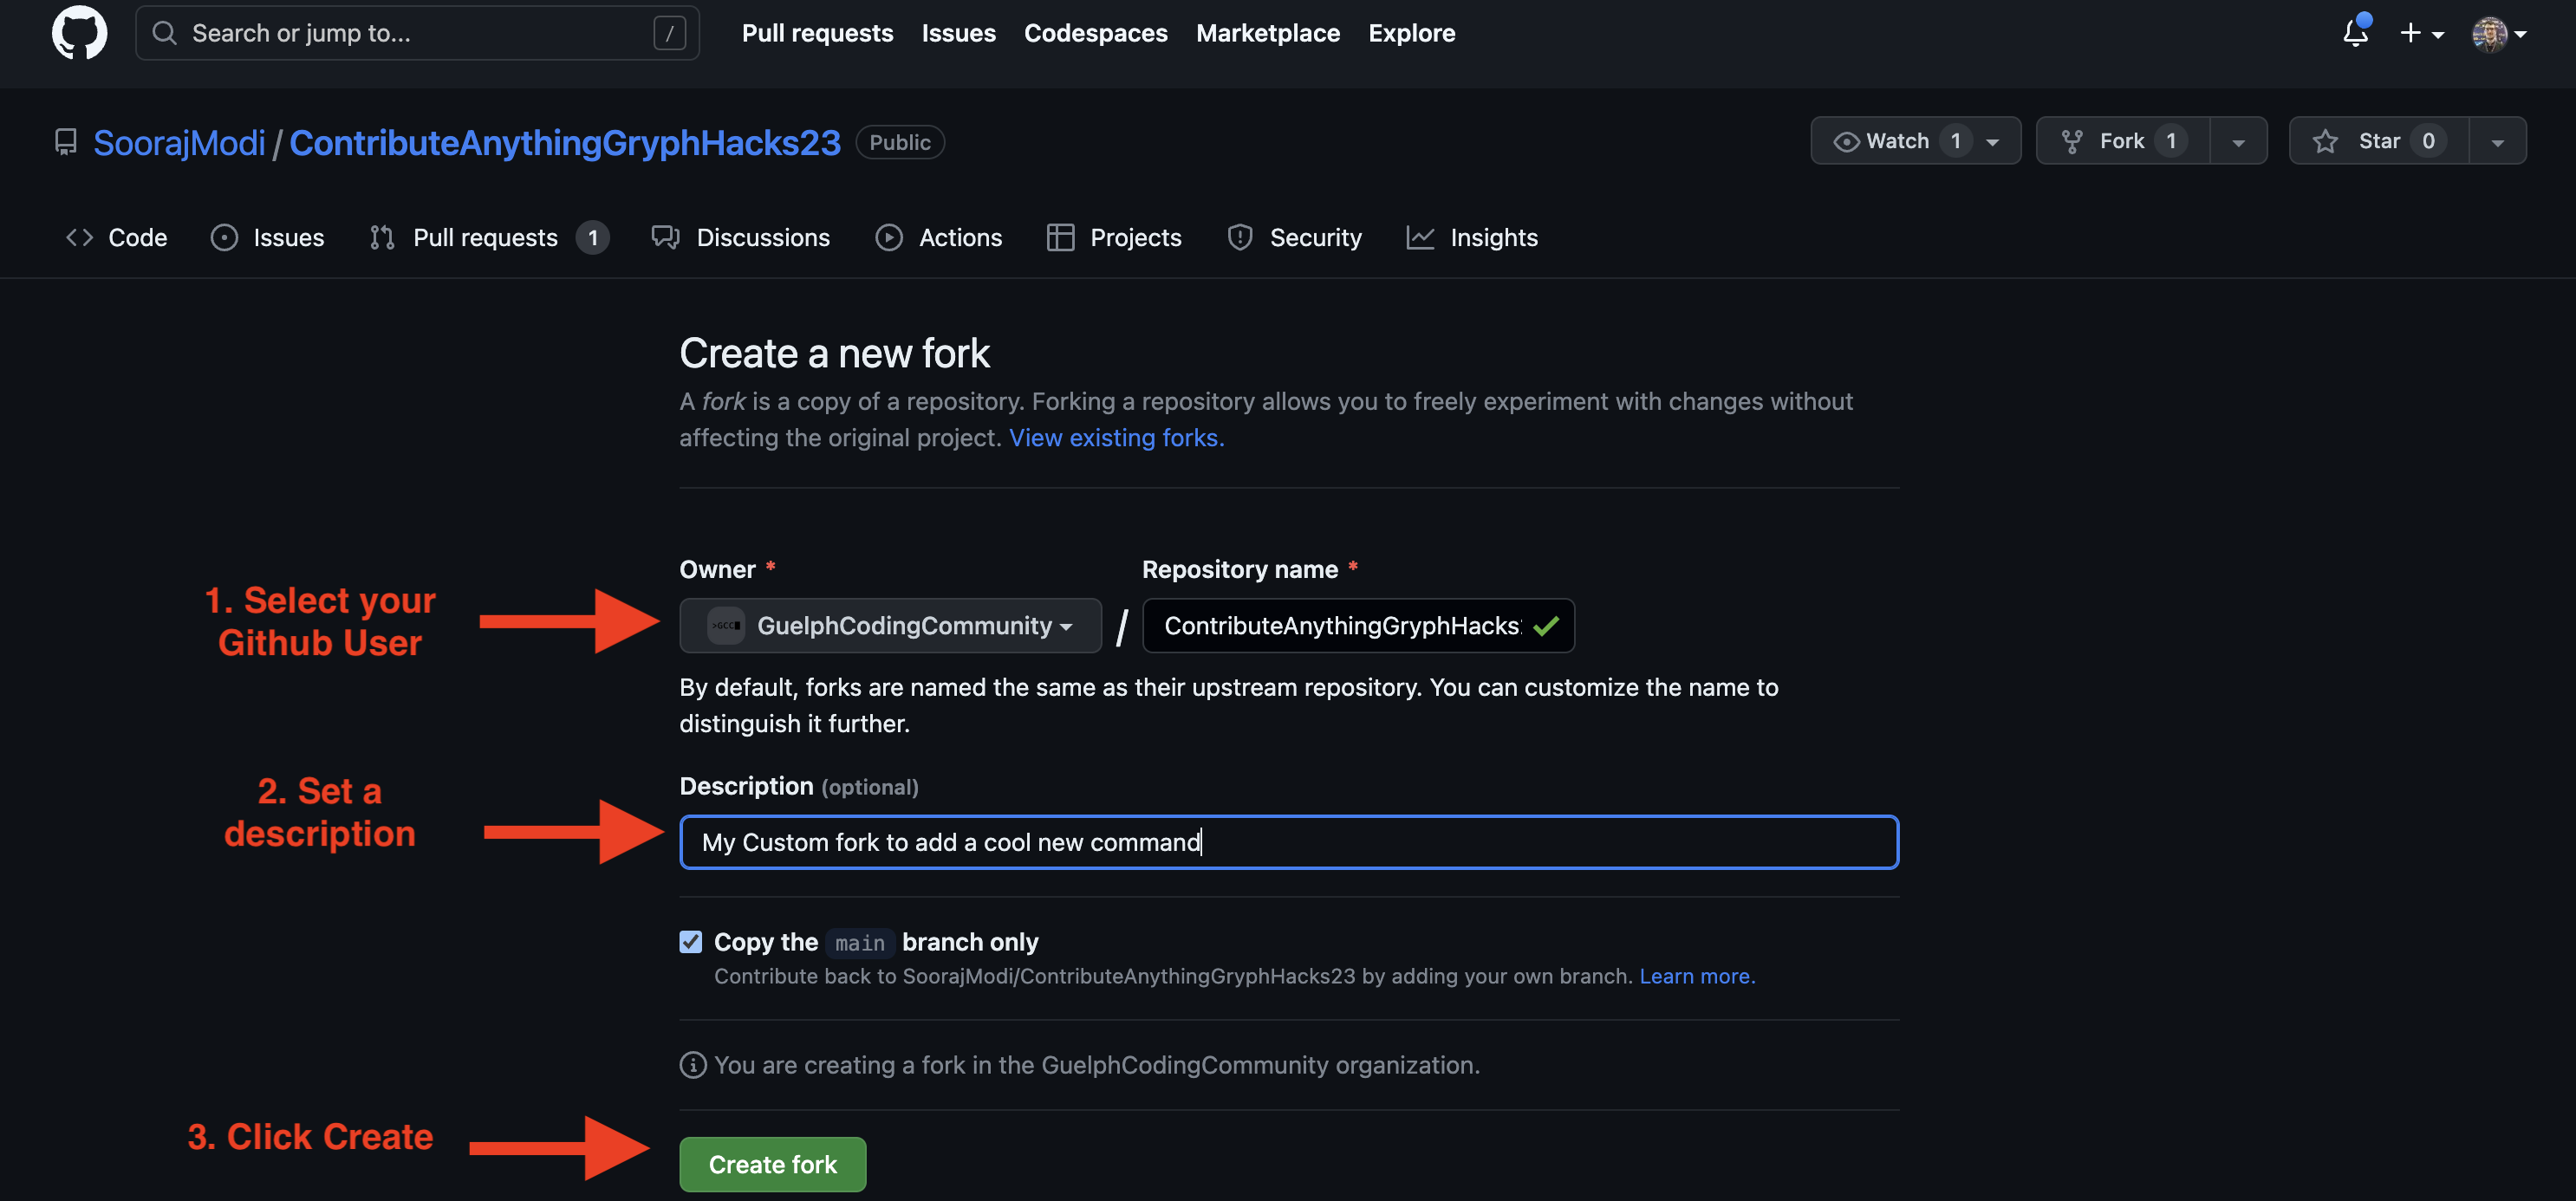 Search or jump to... /
Pull requests Issues Codespaces Marketplace Explore
SoorajModi / ContributeAnythingGryphHacks23 Public
Watch 1 Fork 1 Star 0
Code Issues Pull requests 1 Discussions Actions Projects Security Insights
Create a new fork
A fork is a copy of a repository. Forking a repository allows you to freely experiment with changes without
affecting the original project. View existing forks.
Owner * Repository name *
1. Select your
Github User
>GCC
GuelphCodingCommunity / ContributeAnythingGryphHacks
By default, forks are named the same as their upstream repository. You can customize the name to
distinguish it further.
2. Set a
description
Description (optional)
My Custom fork to add a cool new command
Copy the main branch only
Contribute back to SoorajModi/ContributeAnythingGryphHacks23 by adding your own branch. Learn more.
You are creating a fork in the GuelphCodingCommunity organization.
3. Click Create
Create fork